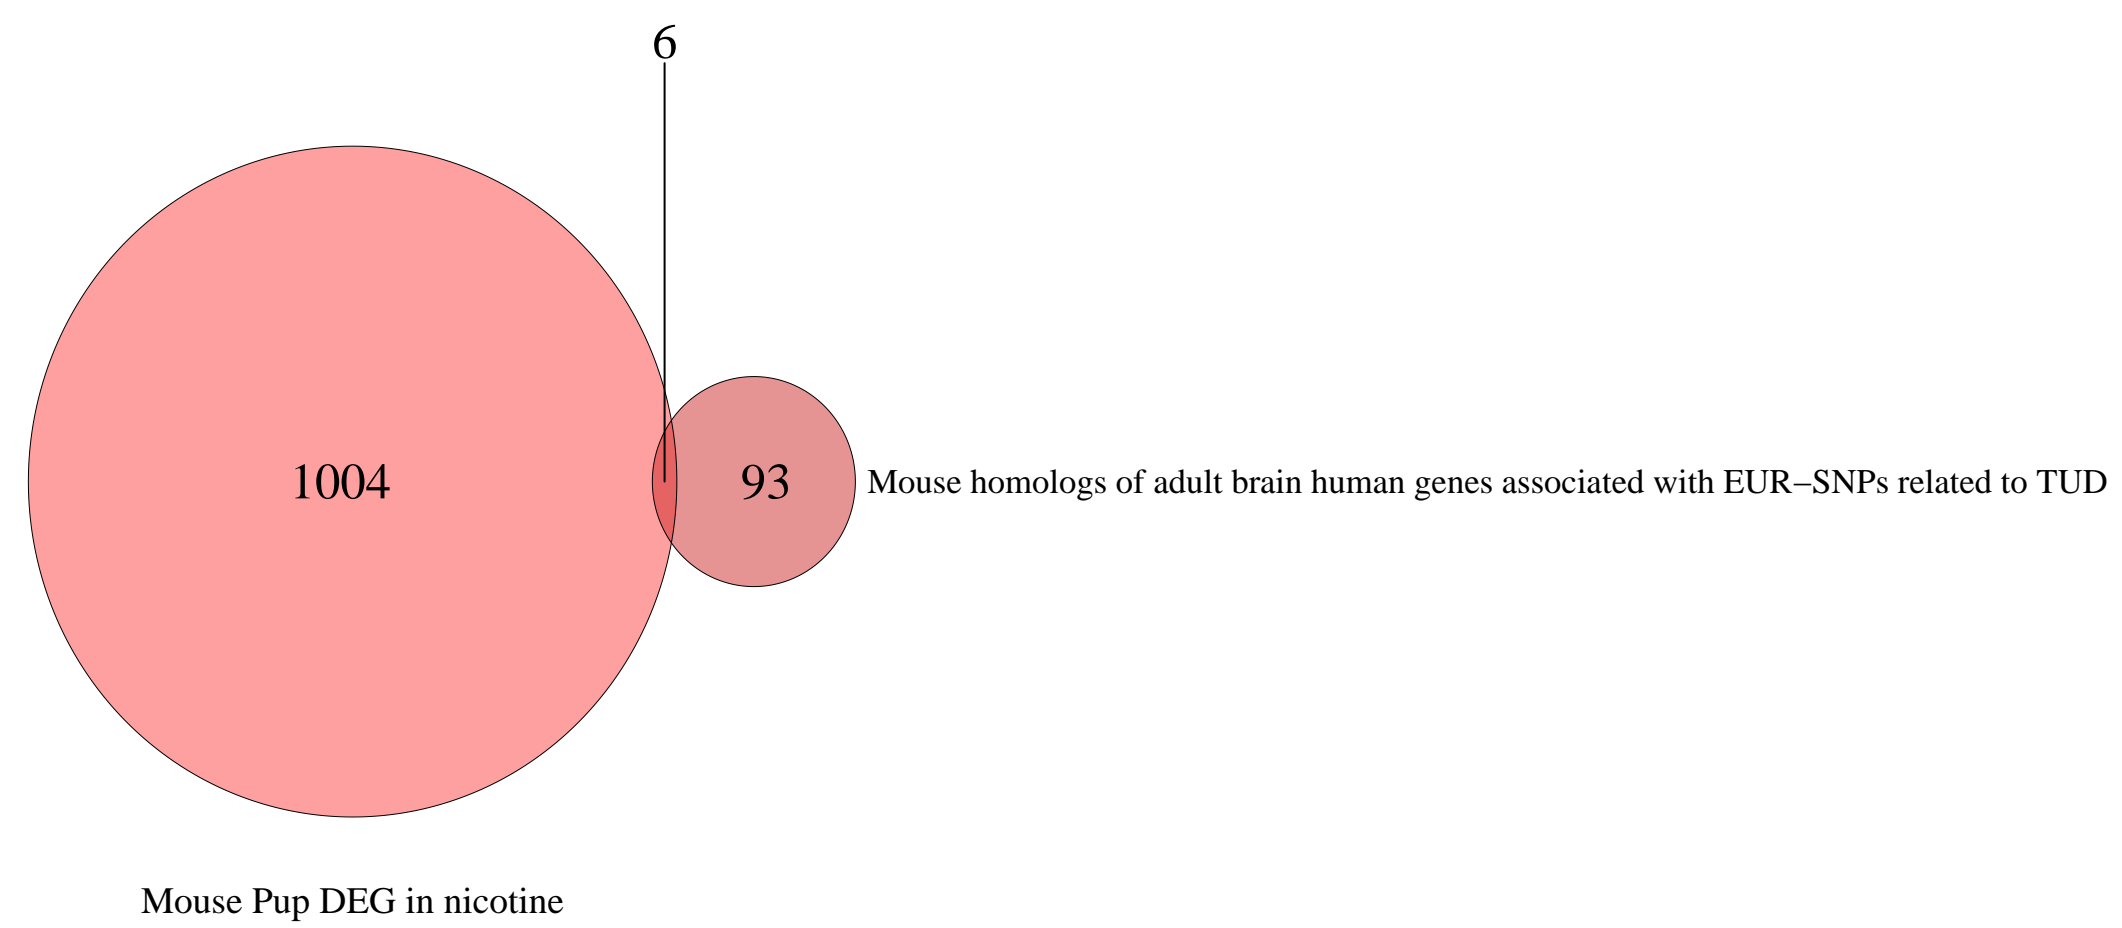 6
1004
93
Mouse homologs of adult brain human genes associated with EUR−SNPs related to TUD
Mouse Pup DEG in nicotine